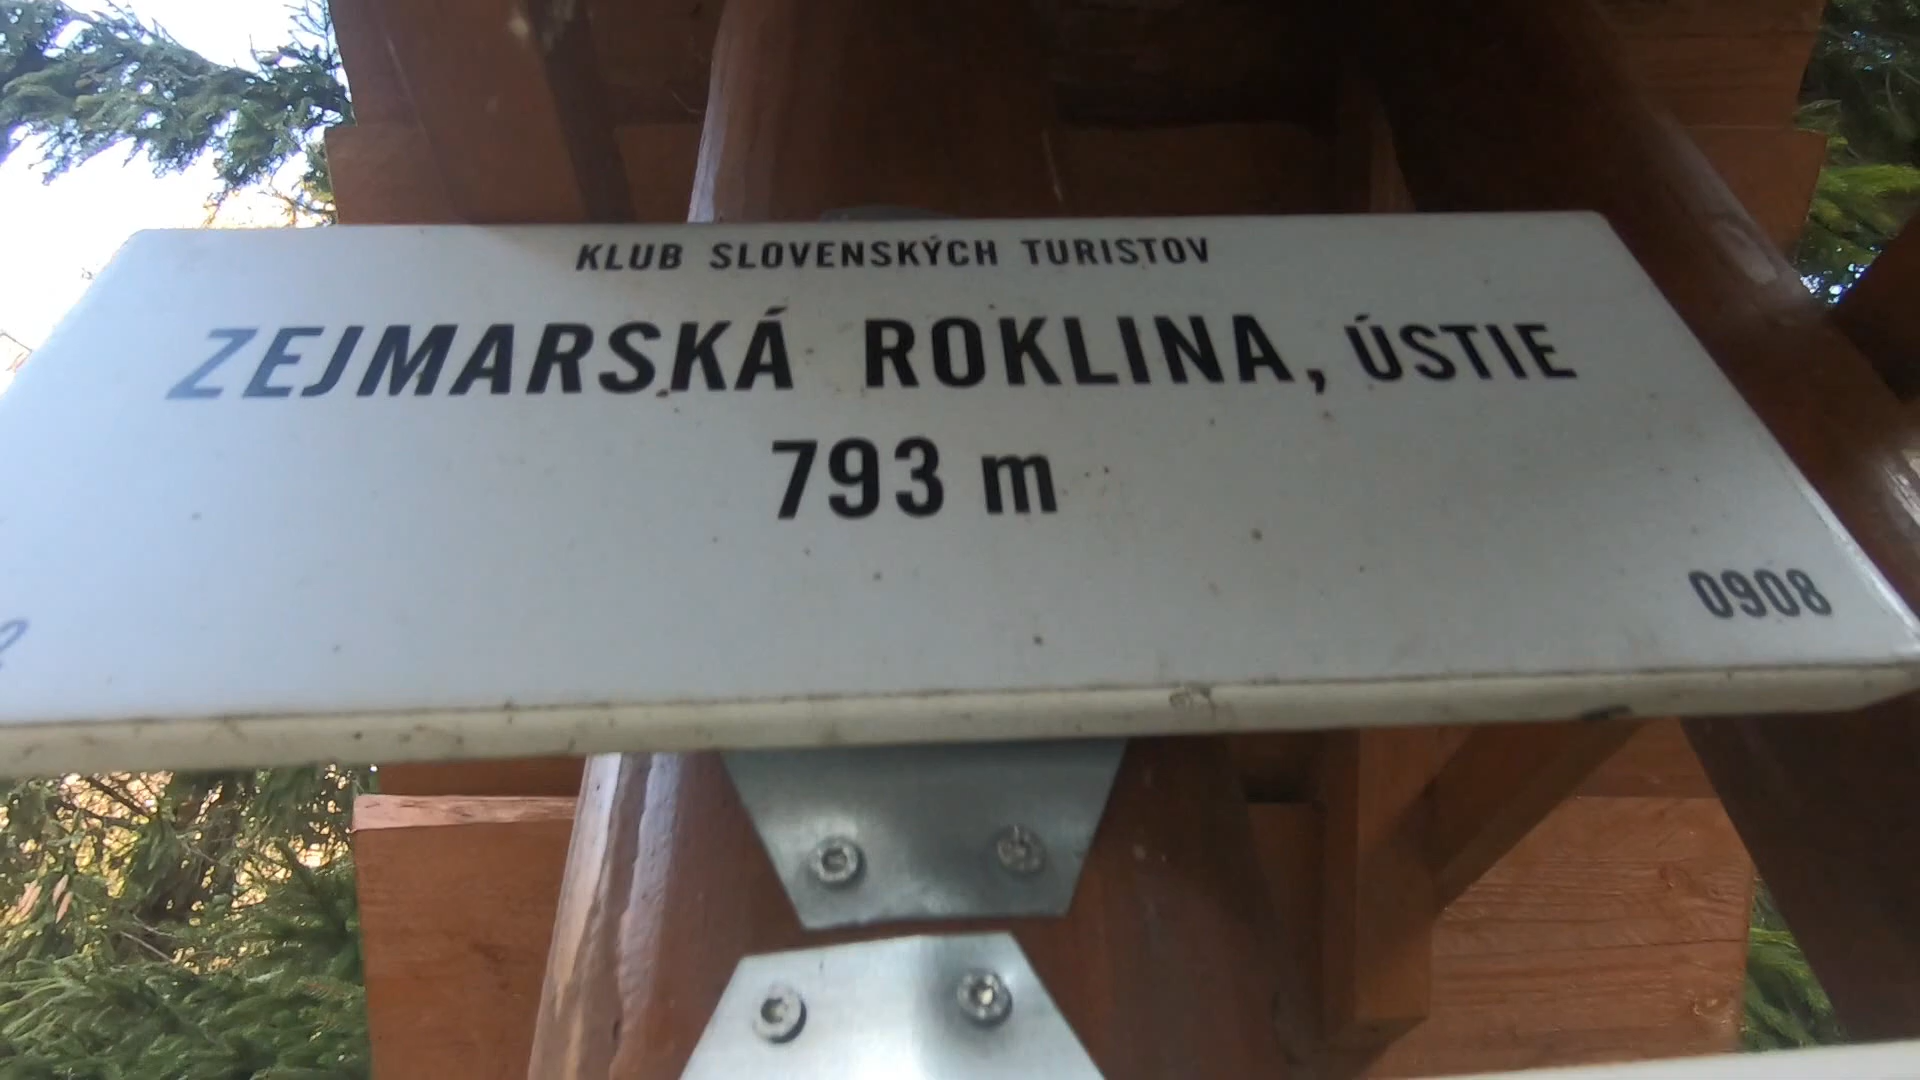 KLUB SLOVENSKÝCH TURISTOV
ZEJMARSKÁ ROKLINA, ÚSTIE
793 m
0908